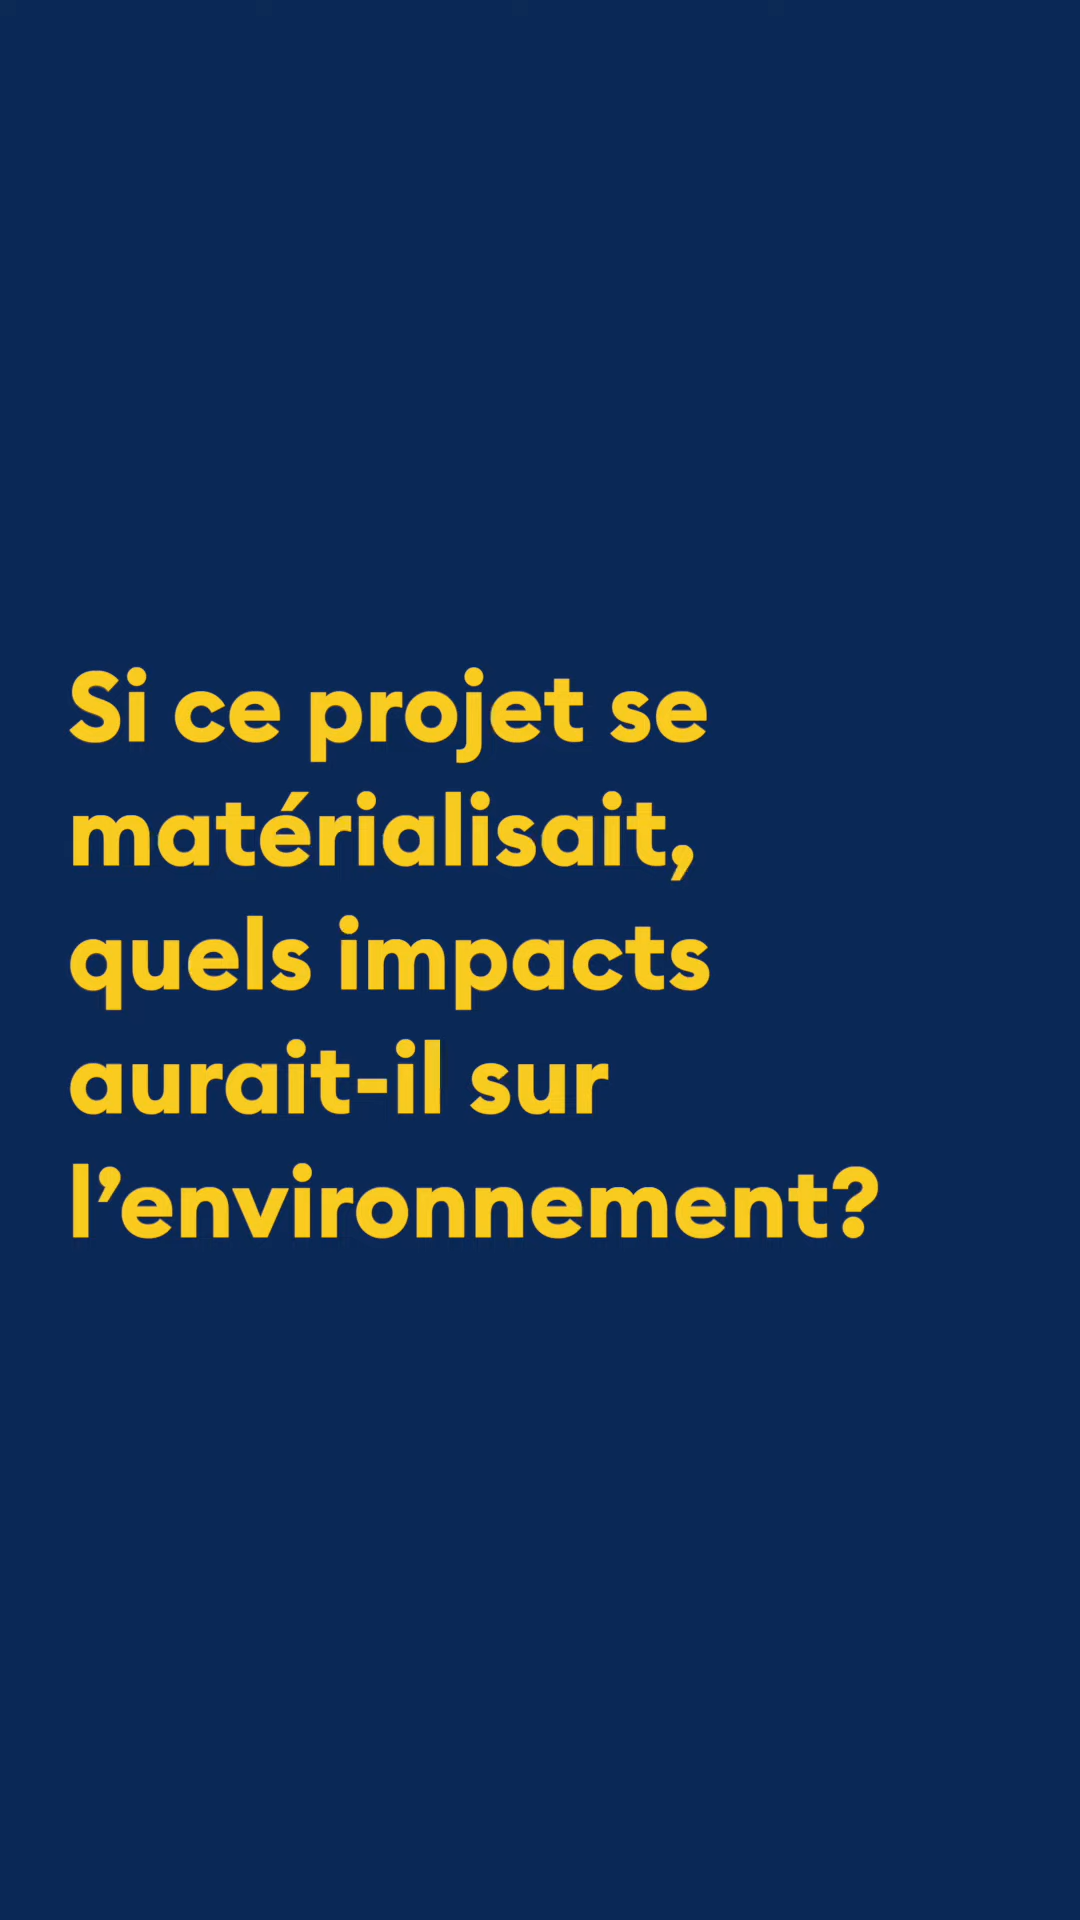 Si ce projet se
matérialisait,
quels impacts
aurait-il sur
l’environnement?